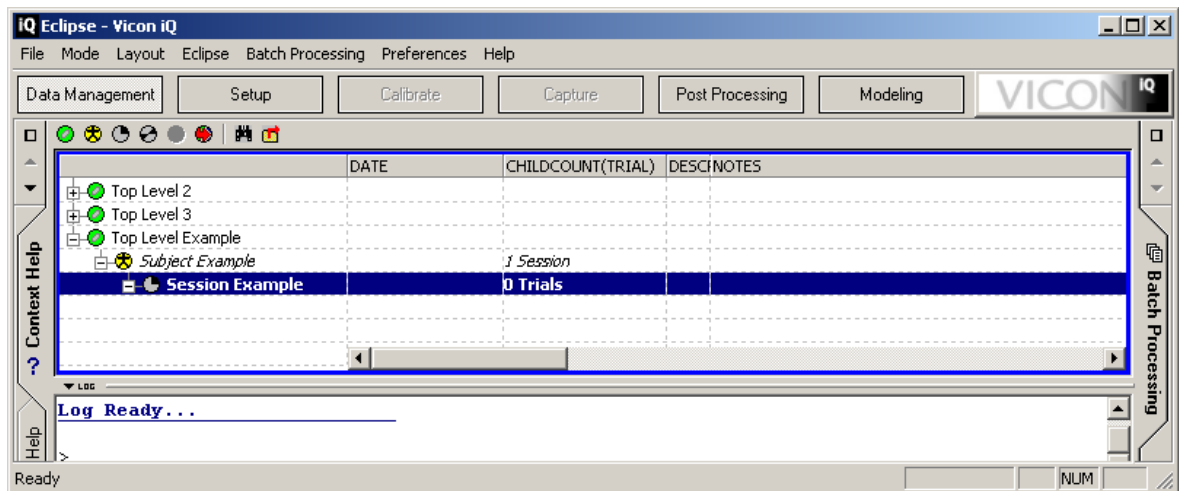 iQ Eclipse - Vicon iQ
File Mode Layout Eclipse Batch Processing Preferences Help
Data Management Setup Calibrate Capture Post Processing Modeling VICON iQ
DATE CHILDCOUNT(TRIAL) DESCR NOTES
Top Level 2
Top Level 3
Top Level Example
Subject Example 1 Session
Session Example 0 Trials
? Context Help
Help
Batch Processing
LOG
Log Ready...
>
Ready NUM